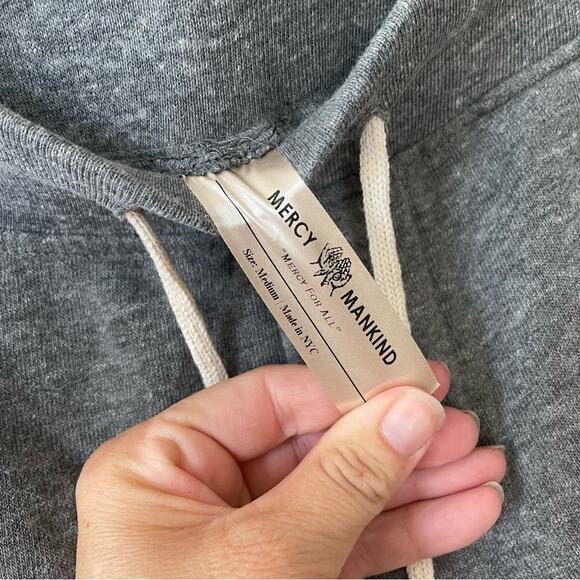 MERCY MANKIND
"MERCY FOR ALL"
Size: Medium | Made in NYC